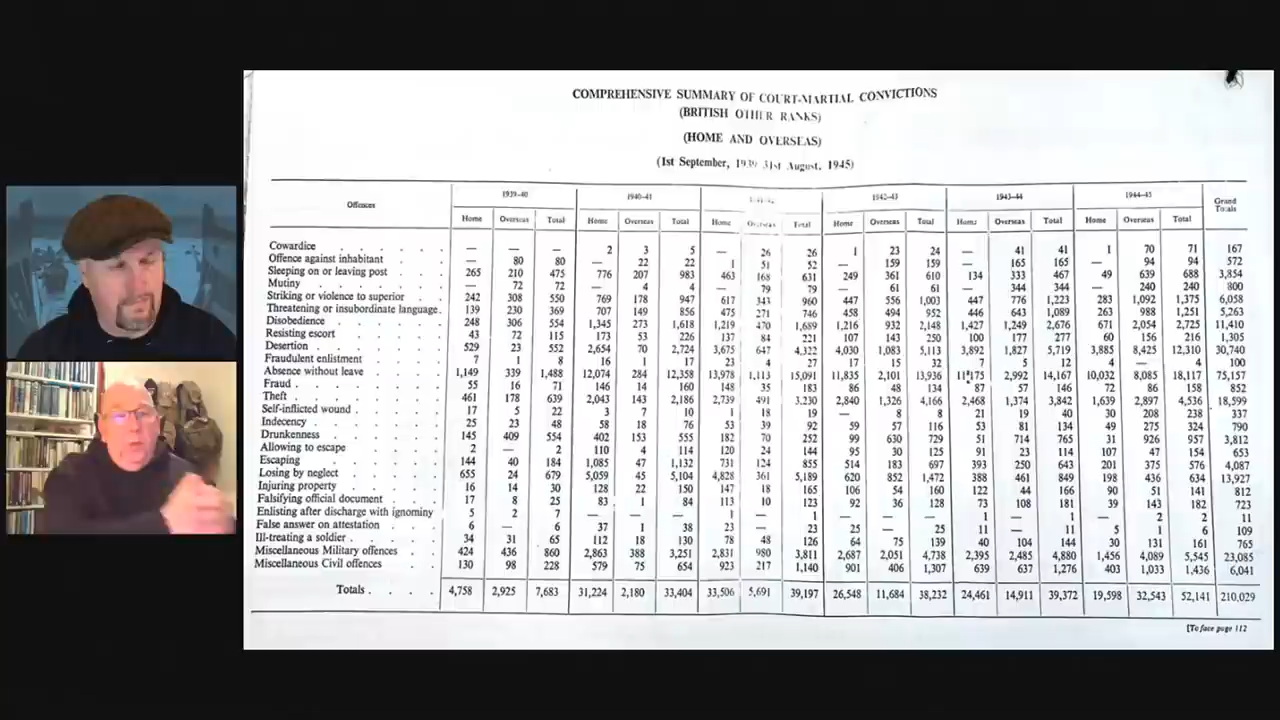 COMPREHENSIVE SUMMARY OF COURT-MARTIAL CONVICTIONS
(BRITISH OTHER RANKS)
(HOME AND OVERSEAS)
(1st September, 1939 31st August, 1945)
Offences 1939-40 1940-41 1941-42 1942-43 1943-44 1944-45 Grand Totals
Home Overseas Total Home Overseas Total Home Overseas Total Home Overseas Total Home Overseas Total Home Overseas Total
Cowardice — — — 2 3 5 — 26 26 1 23 24 — 41 41 1 70 71 167
Offence against inhabitant — 80 80 — 22 22 1 51 52 — 159 159 — 165 165 — 94 94 572
Sleeping on or leaving post 265 210 475 776 207 983 463 168 631 249 361 610 134 333 467 49 639 688 3,854
Mutiny — 72 72 — 4 4 — 79 79 — 61 61 — 344 344 — 240 240 800
Striking or violence to superior 242 308 550 769 178 947 617 343 960 447 556 1,003 447 776 1,223 283 1,092 1,375 6,058
Threatening or insubordinate language 139 230 369 707 149 856 475 271 746 458 494 952 446 643 1,089 263 988 1,251 5,263
Disobedience 248 306 554 1,345 273 1,618 1,219 470 1,689 1,216 932 2,148 1,427 1,249 2,676 671 2,054 2,725 11,410
Resisting escort 43 72 115 173 53 226 137 84 221 107 143 250 100 177 277 60 156 216 1,305
Desertion 529 23 552 2,654 70 2,724 3,675 647 4,322 4,030 1,083 5,113 3,892 1,827 5,719 3,885 8,425 12,310 30,740
Fraudulent enlistment 7 1 8 16 1 17 23 4 27 17 15 32 7 5 12 4 — 4 100
Absence without leave 1,149 339 1,488 12,074 284 12,358 13,978 1,113 15,091 11,835 2,101 13,936 11,175 2,992 14,167 10,032 8,085 18,117 75,157
Fraud 55 16 71 146 14 160 148 35 183 86 48 134 87 57 146 72 86 158 852
Theft 461 178 639 2,043 143 2,186 2,739 491 3,230 2,840 1,326 4,166 2,468 1,374 3,842 1,639 2,897 4,536 18,599
Self-inflicted wound 17 5 22 3 7 10 1 18 19 — 8 8 21 19 40 30 208 238 337
Indecency 25 23 48 58 18 76 53 39 92 59 57 116 53 81 134 49 275 324 790
Drunkenness 145 409 554 402 153 555 182 70 252 99 630 729 51 714 765 31 926 957 3,812
Allowing to escape 2 — 2 110 4 114 120 24 144 95 30 125 91 23 114 107 47 154 653
Escaping 144 40 184 1,085 47 1,132 731 124 855 514 183 697 393 250 643 201 375 576 4,087
Losing by neglect 655 24 679 5,059 45 5,104 4,828 361 5,189 620 852 1,472 388 461 849 198 436 634 13,927
Injuring property 16 14 30 128 22 150 147 18 165 106 54 160 122 44 166 90 51 141 812
Falsifying official document 17 8 25 83 1 84 113 10 123 92 36 128 73 108 181 39 143 182 723
Enlisting after discharge with ignominy 5 2 7 — — — 1 — 1 — — — 1 — 1 — 2 2 11
False answer on attestation 6 — 6 37 1 38 23 — 23 25 — 25 11 — 11 5 1 6 109
Ill-treating a soldier 34 31 65 112 18 130 78 48 126 64 75 139 40 104 144 30 131 161 765
Miscellaneous Military offences 424 436 860 2,863 388 3,251 2,831 980 3,811 2,687 2,051 4,738 2,395 2,485 4,880 1,456 4,089 5,545 23,085
Miscellaneous Civil offences 130 98 228 579 75 654 923 217 1,140 901 406 1,307 639 637 1,276 403 1,033 1,436 6,041
Totals 4,758 2,925 7,683 31,224 2,180 33,404 33,506 5,691 39,197 26,548 11,684 38,232 24,461 14,911 39,372 19,598 32,543 52,141 210,029
[To face page 112